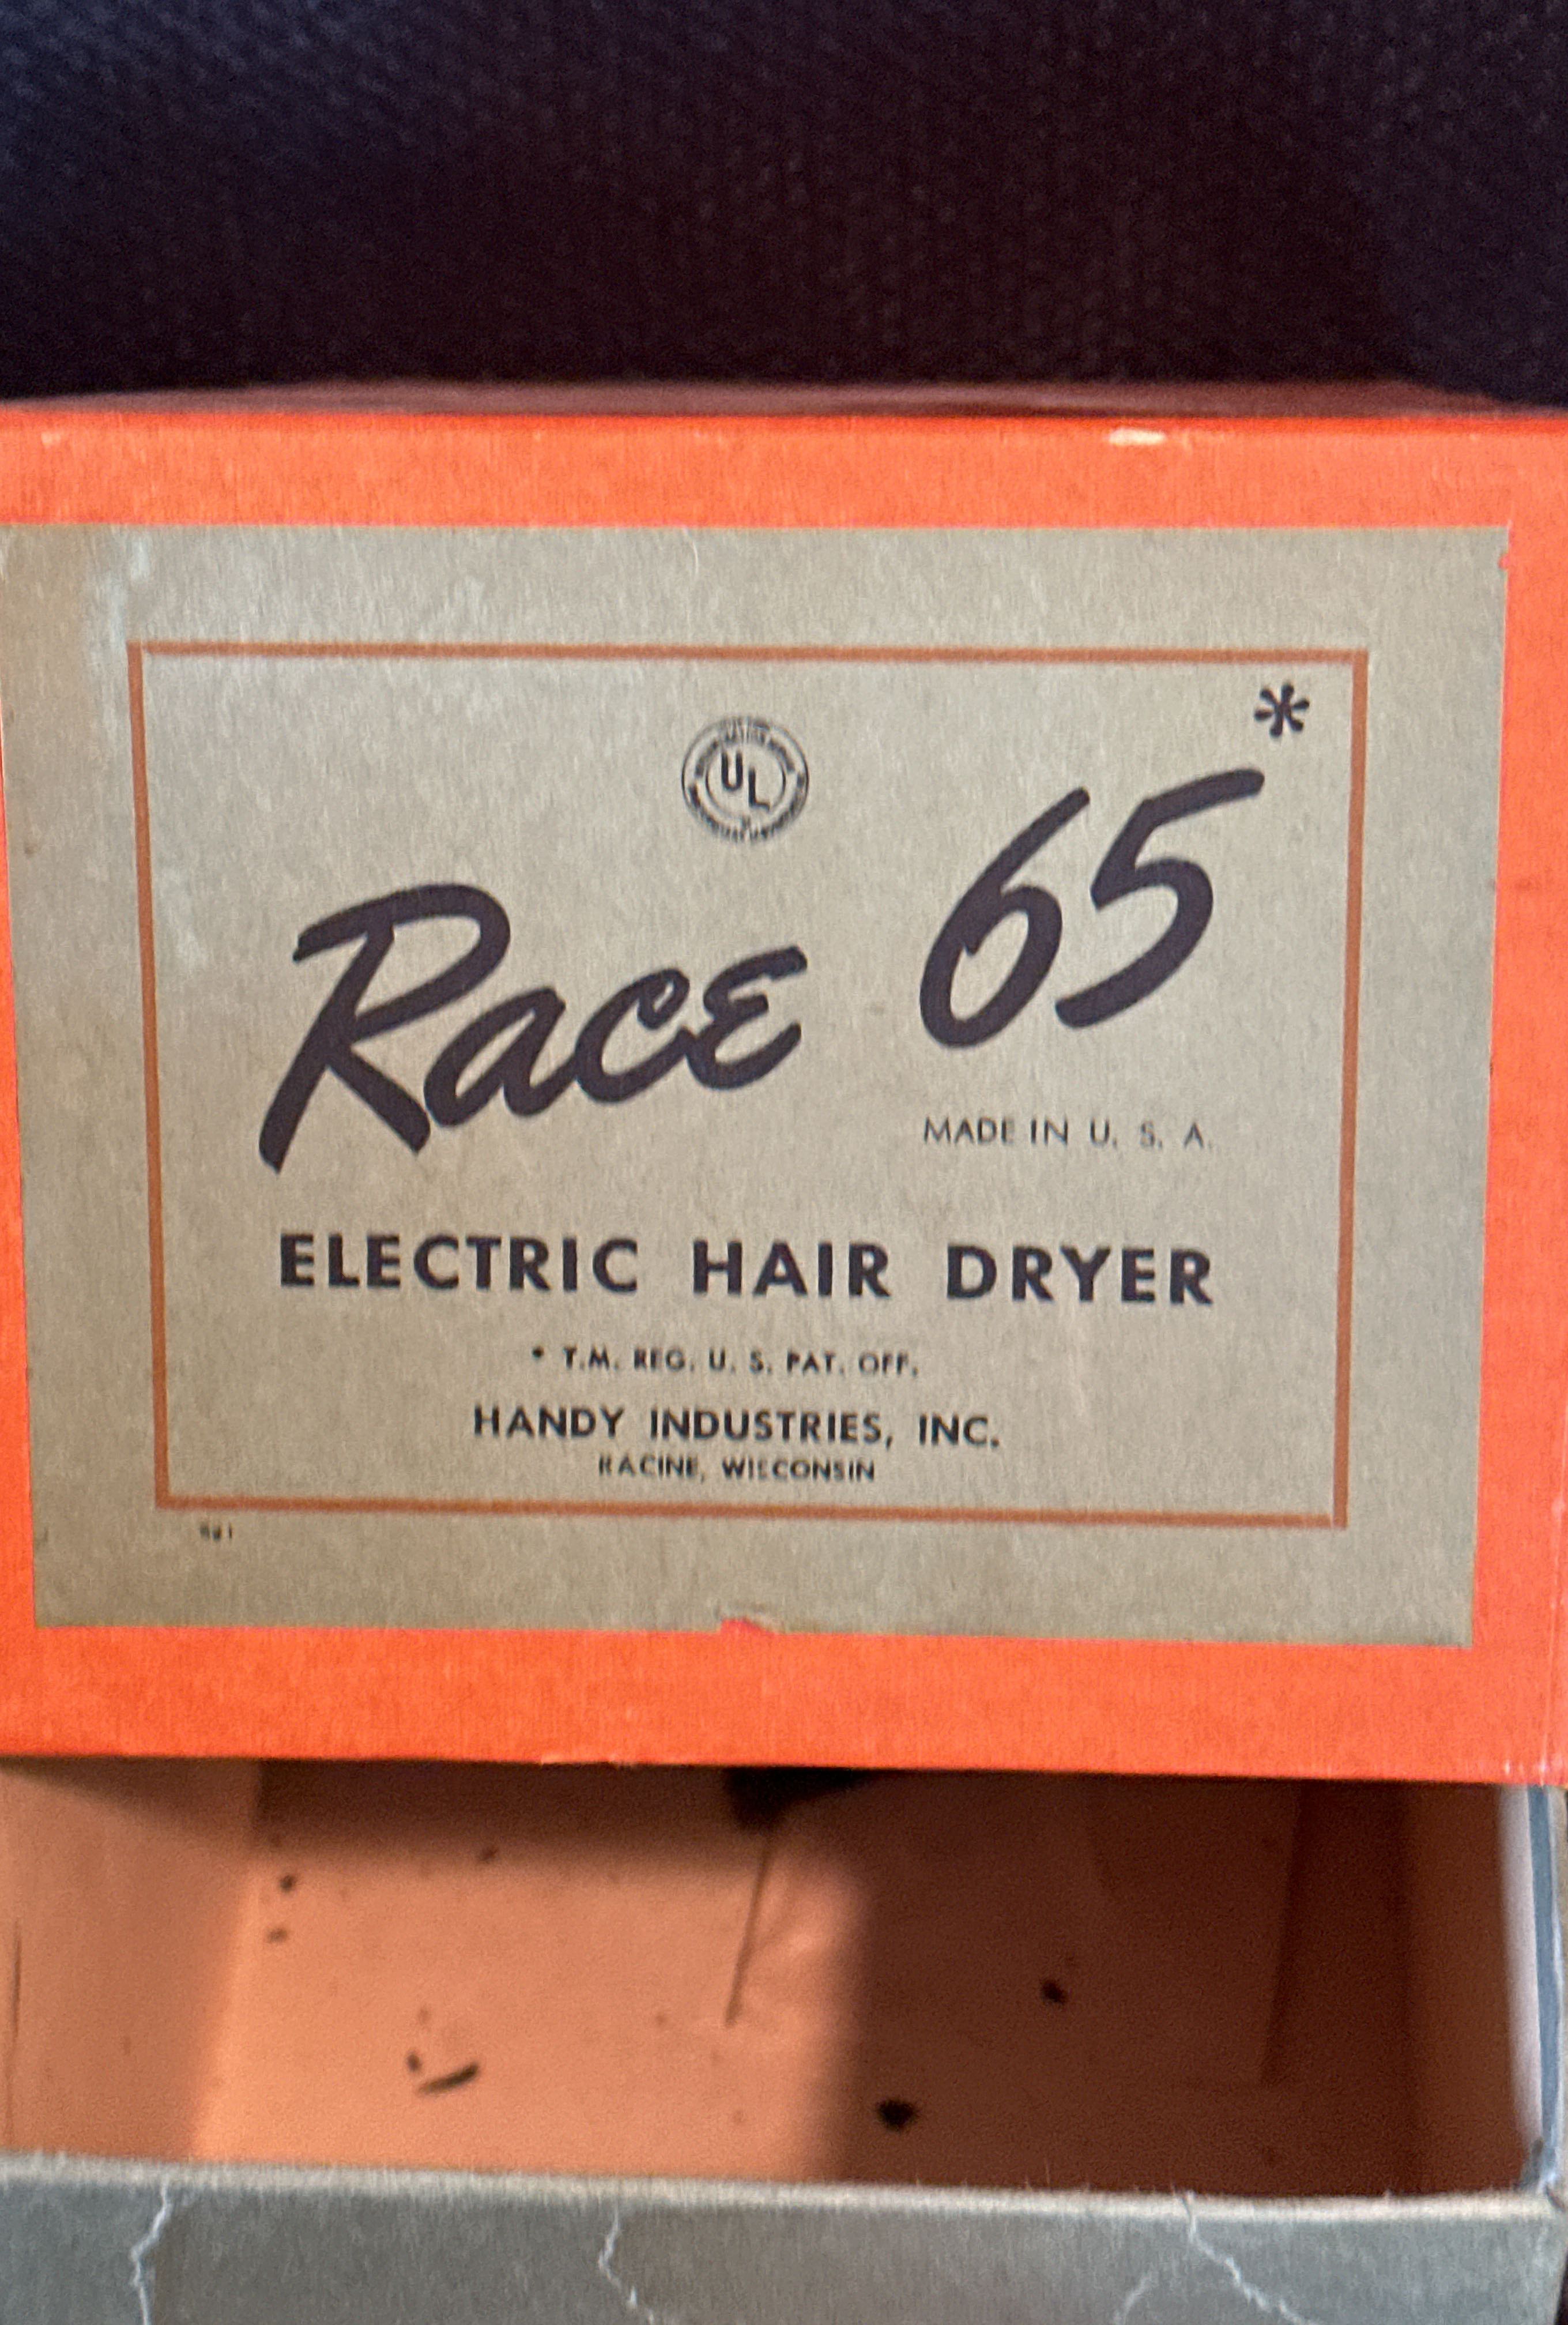 UL
Race 65*
MADE IN U. S. A.
ELECTRIC HAIR DRYER
* T.M. REG. U. S. PAT. OFF.
HANDY INDUSTRIES, INC.
RACINE, WISCONSIN